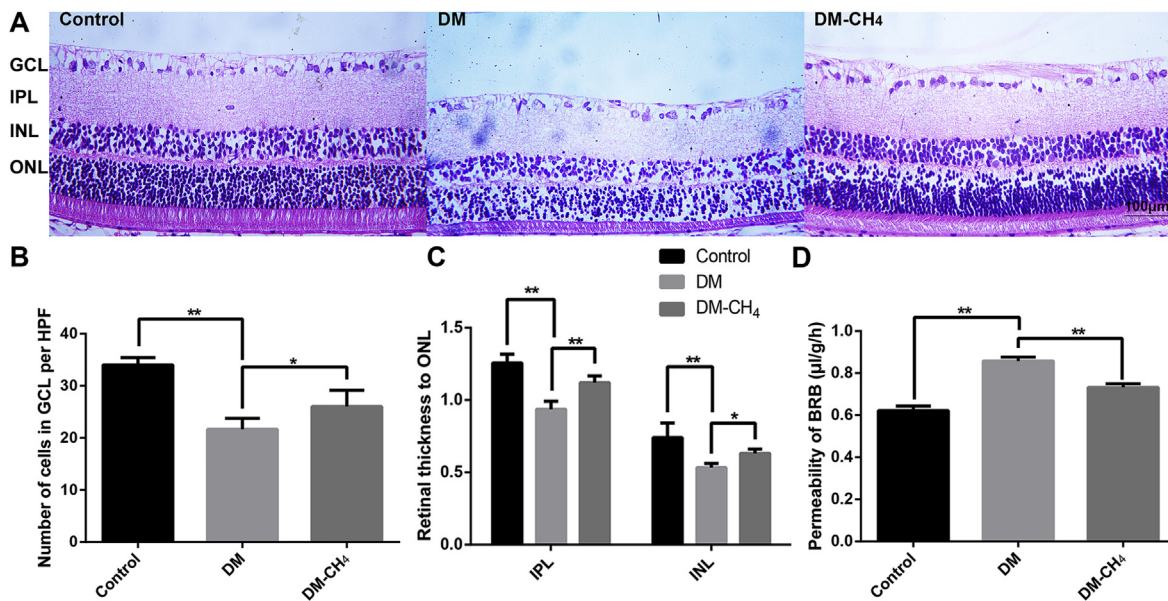 A
Control
DM
DM-CH₄
GCL
IPL
INL
ONL
100μm
B
Number of cells in GCL per HPF
40
30
20
10
0
**
*
Control
DM
DM-CH₄
C
Control
DM
DM-CH₄
Retinal thickness to ONL
1.5
1.0
0.5
0.0
**
**
**
*
IPL
INL
D
Permeability of BRB (μl/g/h)
1.0
0.8
0.6
0.4
0.2
0.0
**
**
Control
DM
DM-CH₄